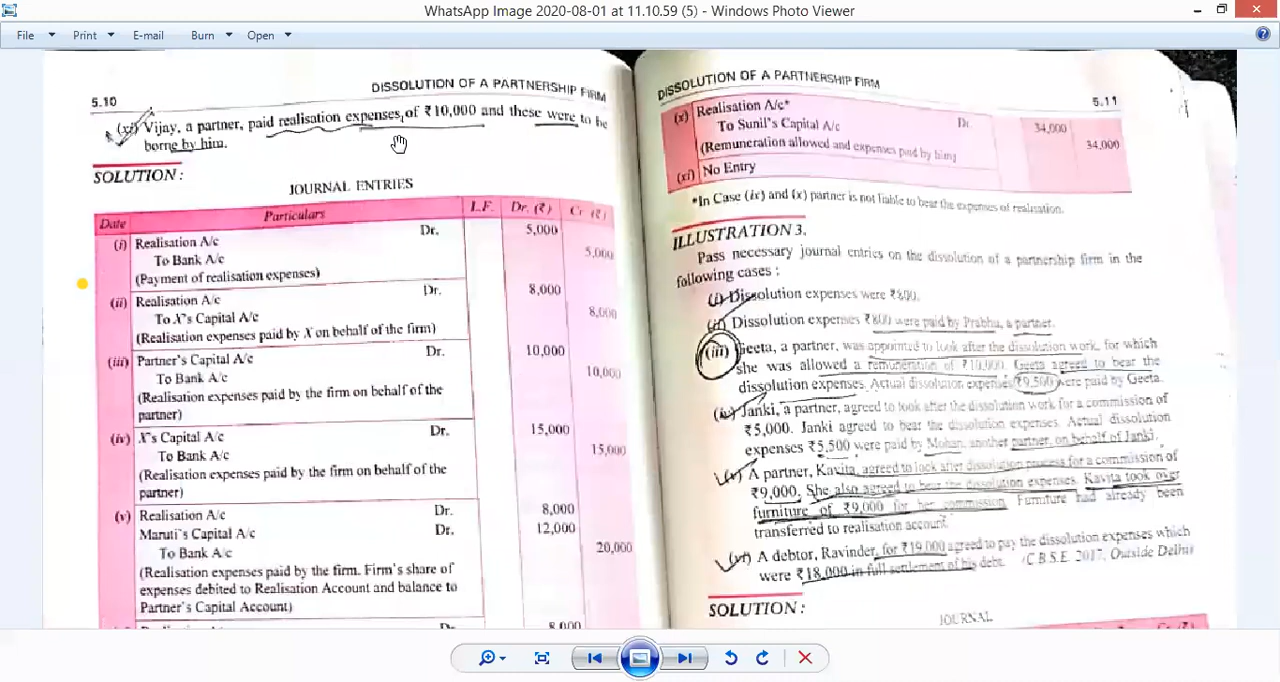 WhatsApp Image 2020-08-01 at 11.10.59 (5) - Windows Photo Viewer
File Print E-mail Burn Open
5.10 DISSOLUTION OF A PARTNERSHIP FIRM
(xi) Vijay, a partner, paid realisation expenses of ₹10,000 and these were to be
borne by him.
SOLUTION :
JOURNAL ENTRIES
Date Particulars L.F. Dr. (₹) Cr. (₹)
(i) Realisation A/c Dr. 5,000
To Bank A/c 5,000
(Payment of realisation expenses)
(ii) Realisation A/c Dr. 8,000
To X's Capital A/c 8,000
(Realisation expenses paid by X on behalf of the firm)
(iii) Partner's Capital A/c Dr. 10,000
To Bank A/c 10,000
(Realisation expenses paid by the firm on behalf of the
partner)
(iv) X's Capital A/c Dr. 15,000
To Bank A/c 15,000
(Realisation expenses paid by the firm on behalf of the
partner)
(v) Realisation A/c Dr. 8,000
Maruti's Capital A/c Dr. 12,000
To Bank A/c 20,000
(Realisation expenses paid by the firm. Firm's share of
expenses debited to Realisation Account and balance to
Partner's Capital Account)
Dr. 8,000
DISSOLUTION OF A PARTNERSHIP FIRM 5.11
(x) Realisation A/c* Dr. 34,000
To Sunil's Capital A/c 34,000
(Remuneration allowed and expenses paid by him)
(xi) No Entry
*In Case (ix) and (x) partner is not liable to bear the expenses of realisation.
ILLUSTRATION 3.
Pass necessary journal entries on the dissolution of a partnership firm in the
following cases :
(i) Dissolution expenses were ₹800.
(ii) Dissolution expenses ₹800 were paid by Prabhu, a partner.
(iii) Geeta, a partner, was appointed to look after the dissolution work, for which
she was allowed a remuneration of ₹10,000. Geeta agreed to bear the
dissolution expenses. Actual dissolution expenses ₹9,500 were paid by Geeta.
(iv) Janki, a partner, agreed to look after the dissolution work for a commission of
₹5,000. Janki agreed to bear the dissolution expenses. Actual dissolution
expenses ₹5,500 were paid by Mohan, another partner, on behalf of Janki.
(v) A partner, Kavita, agreed to look after dissolution process for a commission of
₹9,000. She also agreed to bear the dissolution expenses. Kavita took over
furniture of ₹9,000 for her commission. Furniture had already been
transferred to realisation account.
(vi) A debtor, Ravinder, for ₹19,000 agreed to pay the dissolution expenses which
were ₹18,000 in full settlement of his debt. (C.B.S.E. 2017, Outside Delhi)
SOLUTION :
JOURNAL